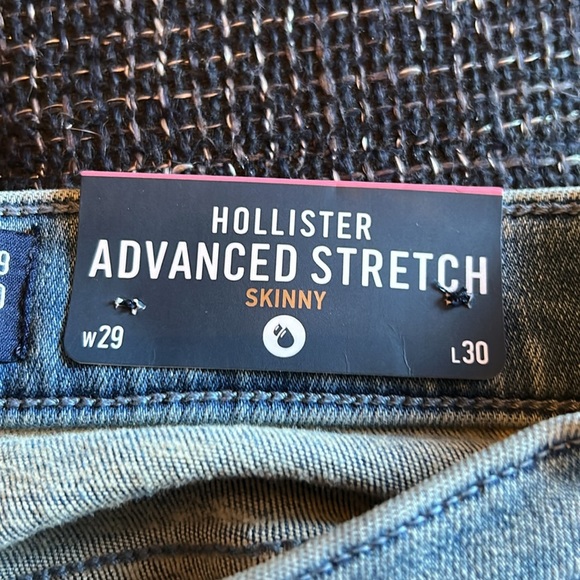 HOLLISTER
ADVANCED STRETCH
SKINNY
W29
L30